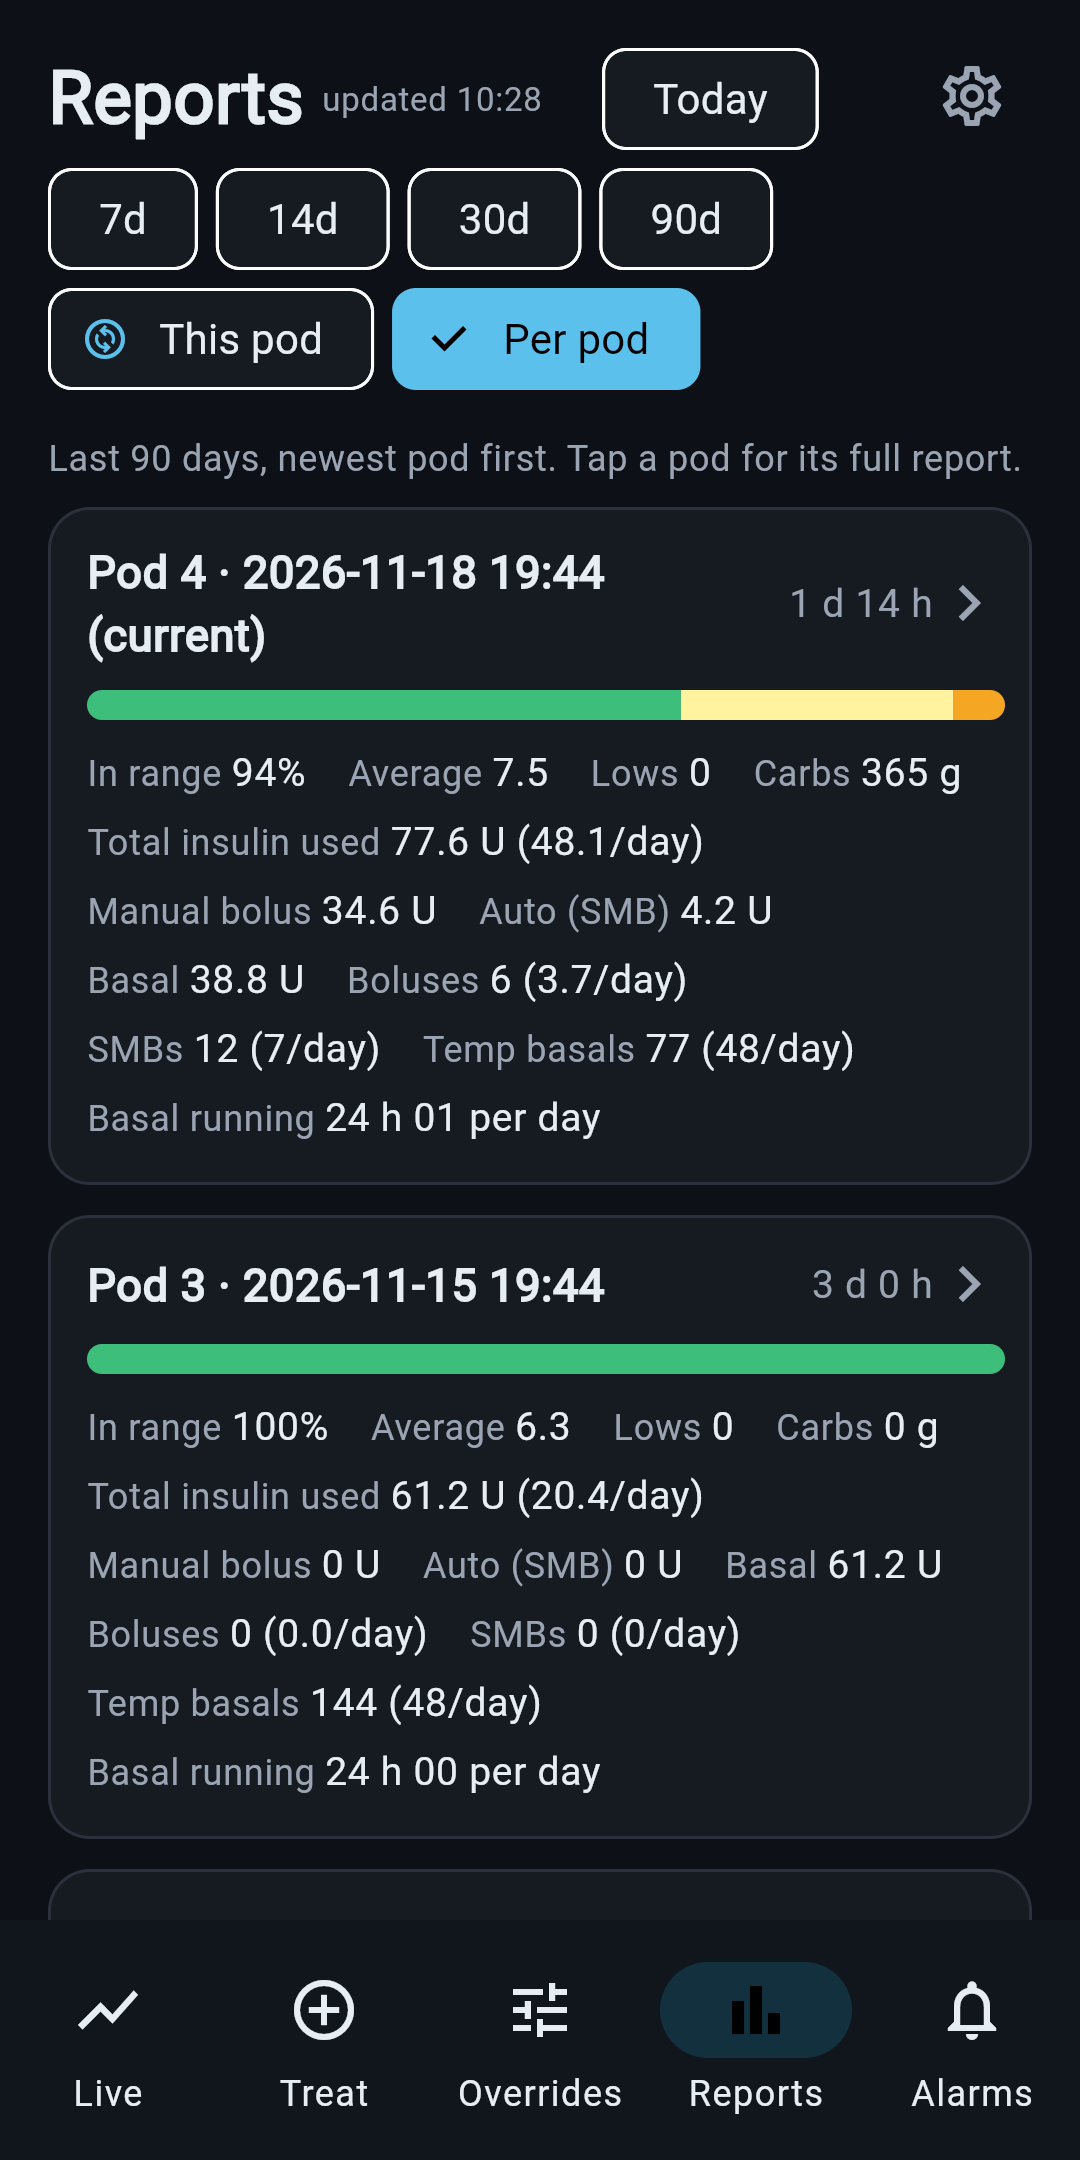 Reports updated 10:28 Today
7d 14d 30d 90d
This pod Per pod
Last 90 days, newest pod first. Tap a pod for its full report.
Pod 4 · 2026-11-18 19:44
(current)
1 d 14 h
In range 94% Average 7.5 Lows 0 Carbs 365 g
Total insulin used 77.6 U (48.1/day)
Manual bolus 34.6 U Auto (SMB) 4.2 U
Basal 38.8 U Boluses 6 (3.7/day)
SMBs 12 (7/day) Temp basals 77 (48/day)
Basal running 24 h 01 per day
Pod 3 · 2026-11-15 19:44 3 d 0 h
In range 100% Average 6.3 Lows 0 Carbs 0 g
Total insulin used 61.2 U (20.4/day)
Manual bolus 0 U Auto (SMB) 0 U Basal 61.2 U
Boluses 0 (0.0/day) SMBs 0 (0/day)
Temp basals 144 (48/day)
Basal running 24 h 00 per day
Live Treat Overrides Reports Alarms